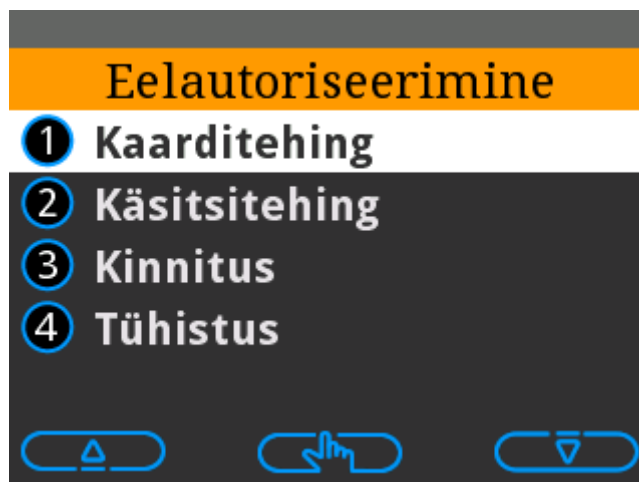 Eelautoriseerimine
1 Kaarditehing
2 Käsitsitehing
3 Kinnitus
4 Tühistus